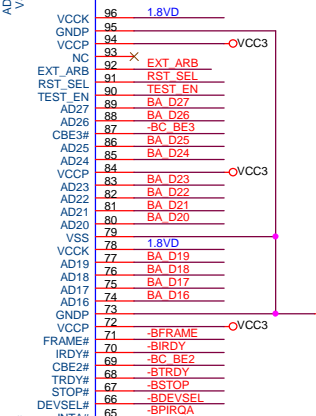 VCCK 96 1.8VD
GNDP 95
VCCP 94 VCC3
NC 93
EXT_ARB 92 EXT_ARB
RST_SEL 91 RST_SEL
TEST_EN 90 TEST_EN
AD27 89 BA_D27
AD26 88 BA_D26
CBE3# 87 -BC_BE3
AD25 86 BA_D25
AD24 85 BA_D24
VCCP 84 VCC3
AD23 83 BA_D23
AD22 82 BA_D22
AD21 81 BA_D21
AD20 80 BA_D20
VSS 79
VCCK 78 1.8VD
AD19 77 BA_D19
AD18 76 BA_D18
AD17 75 BA_D17
AD16 74 BA_D16
GNDP 73
VCCP 72 VCC3
FRAME# 71 -BFRAME
IRDY# 70 -BIRDY
CBE2# 69 -BC_BE2
TRDY# 68 -BTRDY
STOP# 67 -BSTOP
DEVSEL# 66 -BDEVSEL
INTA# 65 -BPIRQA